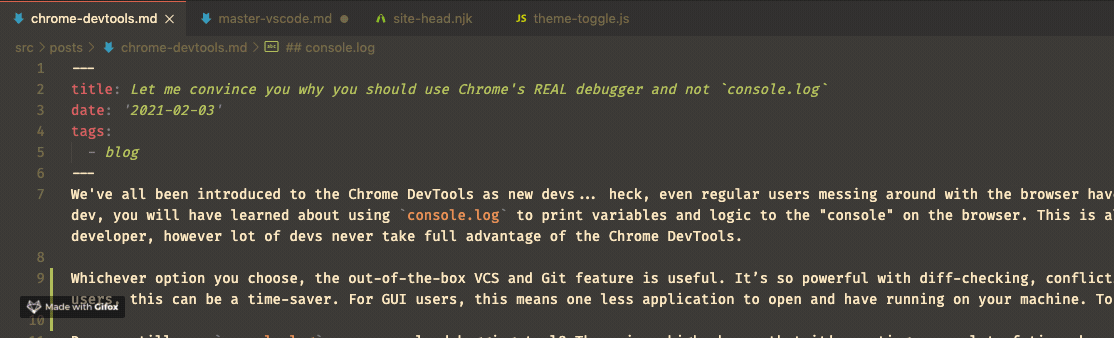 chrome-devtools.md × master-vscode.md ● site-head.njk JS theme-toggle.js
src > posts > chrome-devtools.md > abc ## console.log
1 ---
2 title: Let me convince you why you should use Chrome's REAL debugger and not `console.log`
3 date: '2021-02-03'
4 tags:
5 - blog
6 ---
7 We've all been introduced to the Chrome DevTools as new devs... heck, even regular users messing around with the browser hav
dev, you will have learned about using `console.log` to print variables and logic to the "console" on the browser. This is a
developer, however lot of devs never take full advantage of the Chrome DevTools.
8
9 Whichever option you choose, the out-of-the-box VCS and Git feature is useful. It’s so powerful with diff-checking, conflict
users, this can be a time-saver. For GUI users, this means one less application to open and have running on your machine. To
Made with Gifox
10